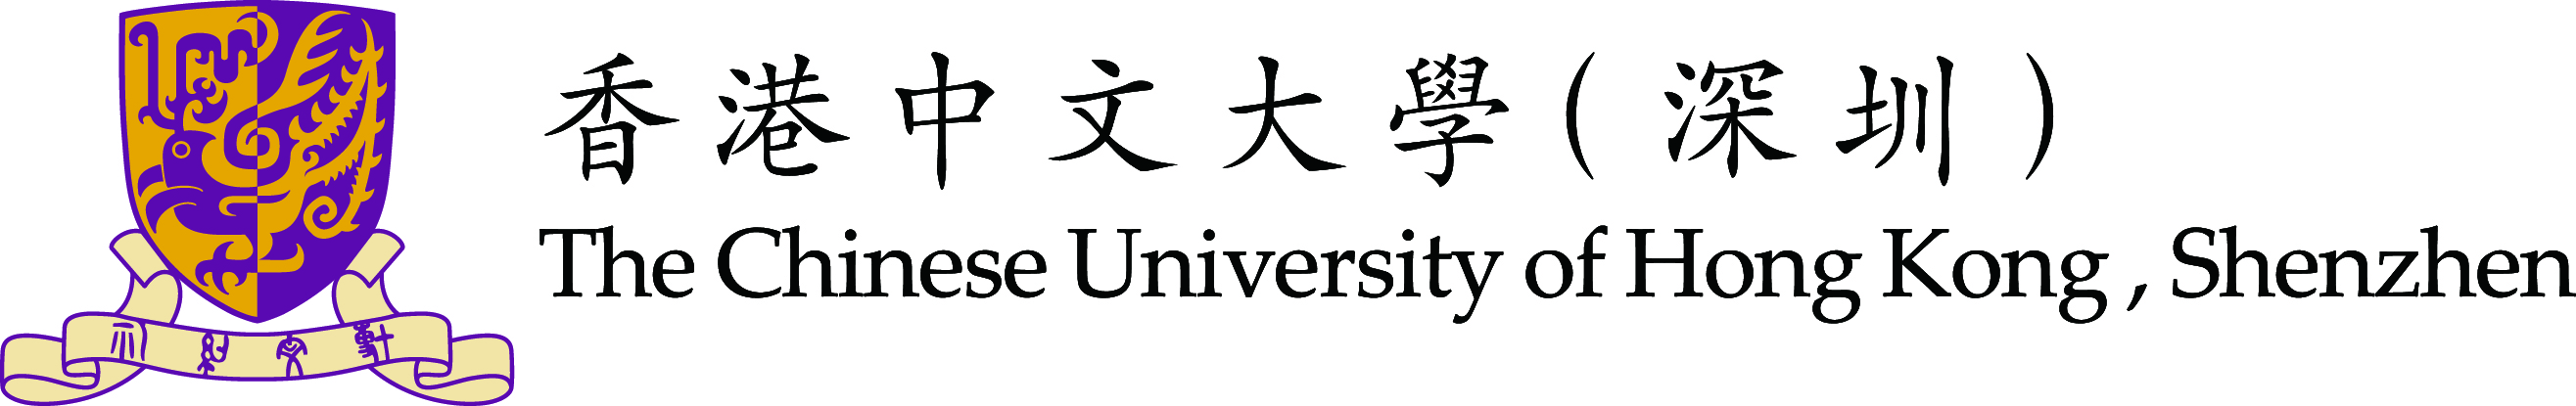 香港中文大學（深圳）
The Chinese University of Hong Kong, Shenzhen